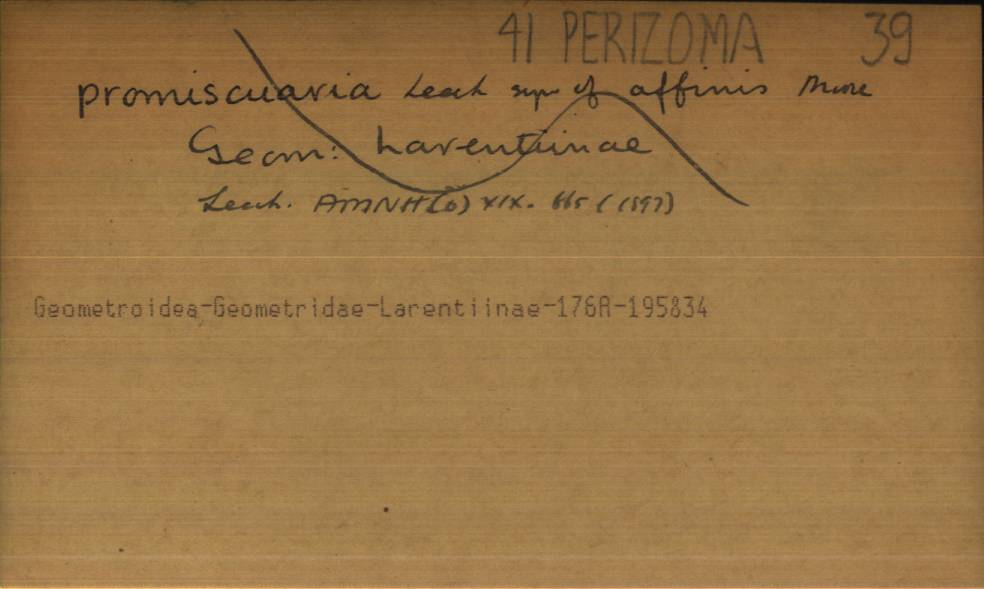 41 PERIZOMA 39
promiscuaria Leech syn of affinis Moore
Geom: Larentiinae
Leech. AMNH (6) XIX. 665 (1897)
Geometroidea-Geometridae-Larentiinae-176A-195834